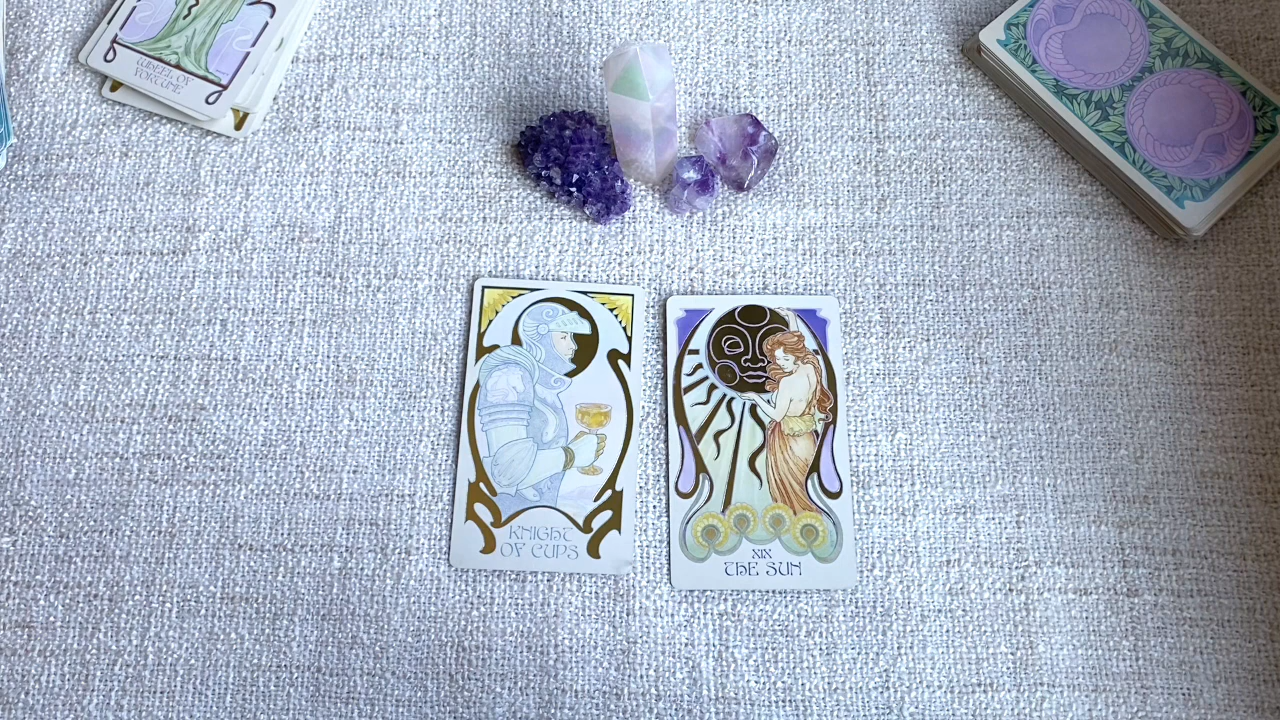 WHEEL OF
FORTUNE
KNIGHT
OF CUPS
XIX
THE SUN